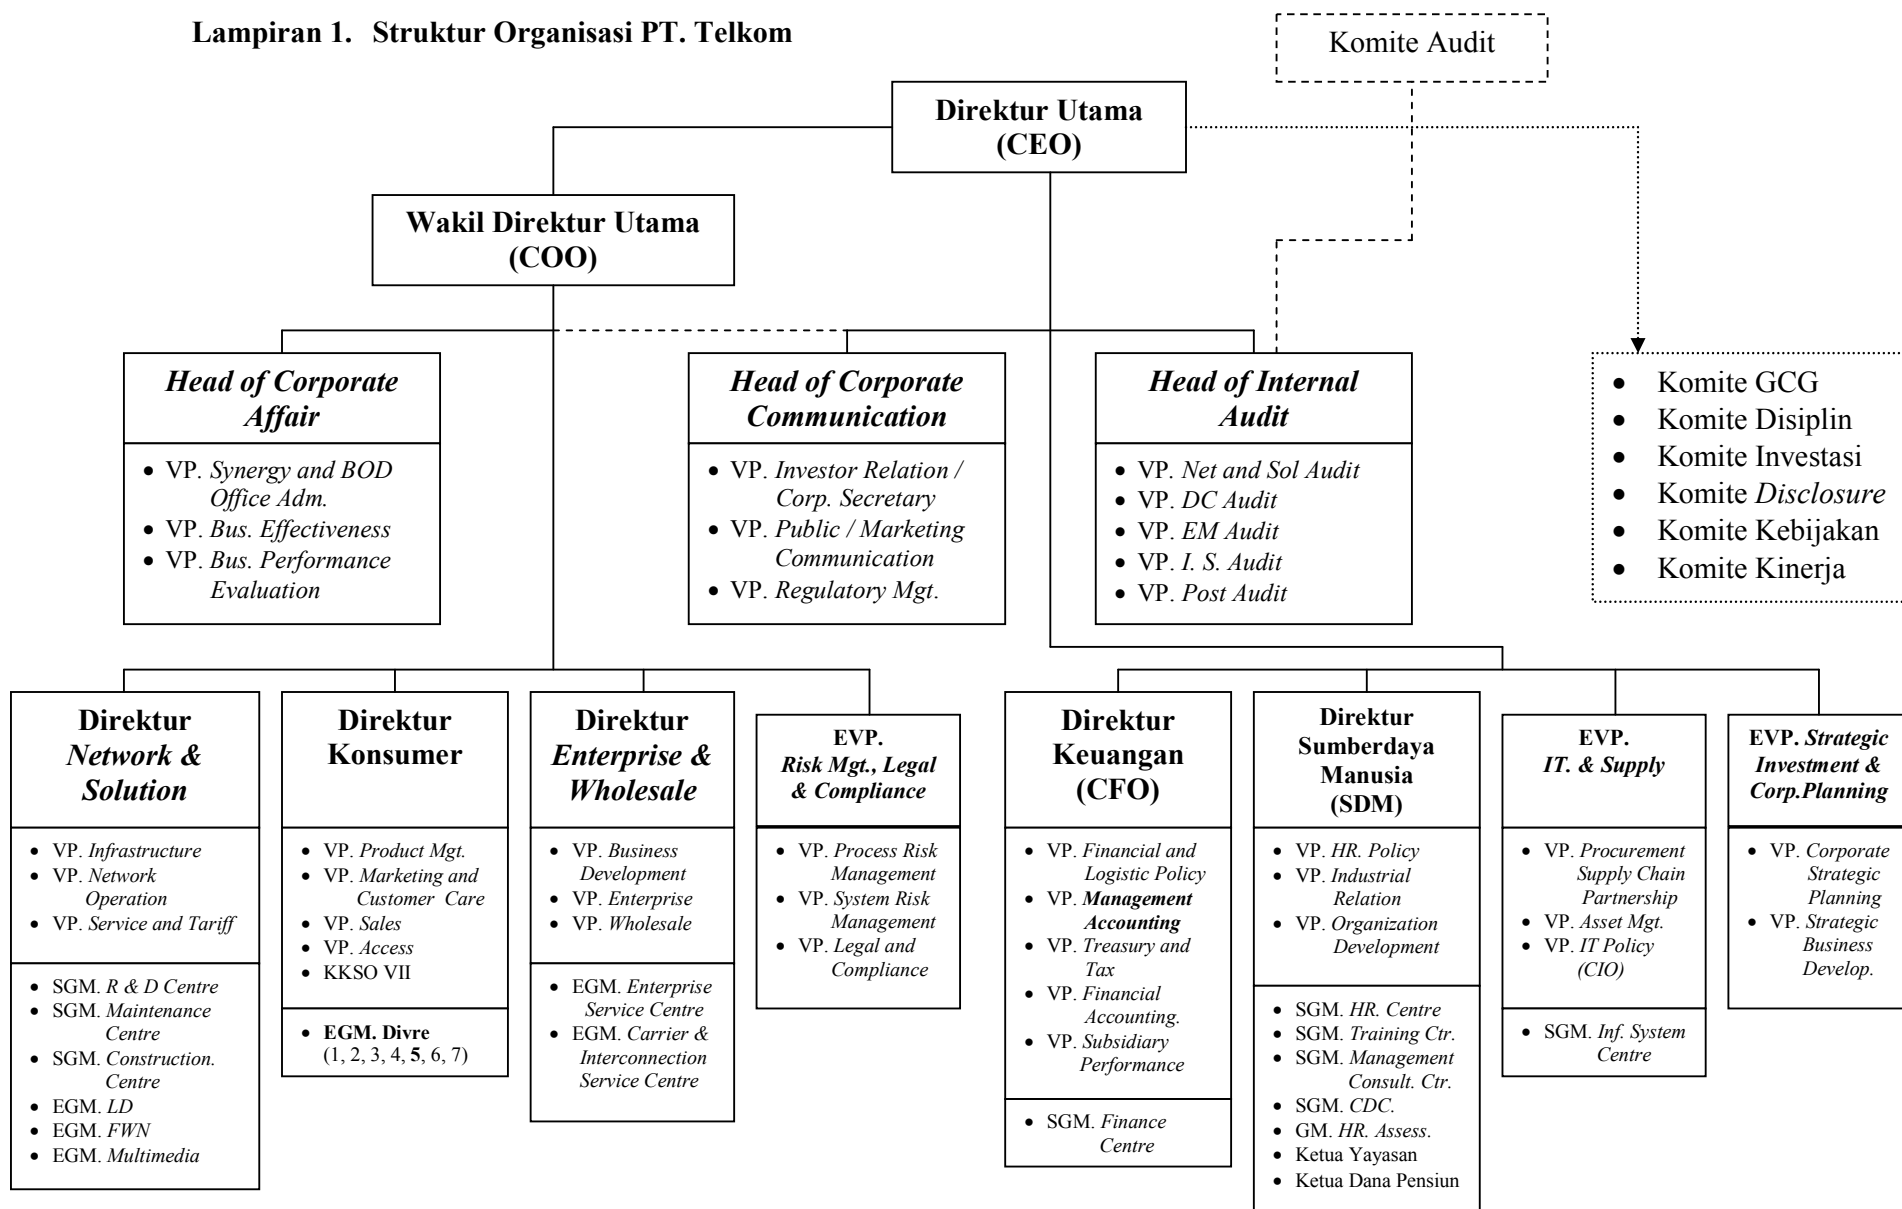 Lampiran 1. Struktur Organisasi PT. Telkom
Komite Audit
Direktur Utama
(CEO)
Wakil Direktur Utama
(COO)
Head of Corporate
Affair
• VP. Synergy and BOD
Office Adm.
• VP. Bus. Effectiveness
• VP. Bus. Performance
Evaluation
Head of Corporate
Communication
• VP. Investor Relation /
Corp. Secretary
• VP. Public / Marketing
Communication
• VP. Regulatory Mgt.
Head of Internal
Audit
• VP. Net and Sol Audit
• VP. DC Audit
• VP. EM Audit
• VP. I. S. Audit
• VP. Post Audit
• Komite GCG
• Komite Disiplin
• Komite Investasi
• Komite Disclosure
• Komite Kebijakan
• Komite Kinerja
Direktur
Network &
Solution
• VP. Infrastructure
• VP. Network
Operation
• VP. Service and Tariff
• SGM. R & D Centre
• SGM. Maintenance
Centre
• SGM. Construction.
Centre
• EGM. LD
• EGM. FWN
• EGM. Multimedia
Direktur
Konsumer
• VP. Product Mgt.
• VP. Marketing and
Customer Care
• VP. Sales
• VP. Access
• KKSO VII
• EGM. Divre
(1, 2, 3, 4, 5, 6, 7)
Direktur
Enterprise &
Wholesale
• VP. Business
Development
• VP. Enterprise
• VP. Wholesale
• EGM. Enterprise
Service Centre
• EGM. Carrier &
Interconnection
Service Centre
EVP.
Risk Mgt., Legal
& Compliance
• VP. Process Risk
Management
• VP. System Risk
Management
• VP. Legal and
Compliance
Direktur
Keuangan
(CFO)
• VP. Financial and
Logistic Policy
• VP. Management
Accounting
• VP. Treasury and
Tax
• VP. Financial
Accounting.
• VP. Subsidiary
Performance
• SGM. Finance
Centre
Direktur
Sumberdaya
Manusia
(SDM)
• VP. HR. Policy
• VP. Industrial
Relation
• VP. Organization
Development
• SGM. HR. Centre
• SGM. Training Ctr.
• SGM. Management
Consult. Ctr.
• SGM. CDC.
• GM. HR. Assess.
• Ketua Yayasan
• Ketua Dana Pensiun
EVP.
IT. & Supply
• VP. Procurement
Supply Chain
Partnership
• VP. Asset Mgt.
• VP. IT Policy
(CIO)
• SGM. Inf. System
Centre
EVP. Strategic
Investment &
Corp.Planning
• VP. Corporate
Strategic
Planning
• VP. Strategic
Business
Develop.